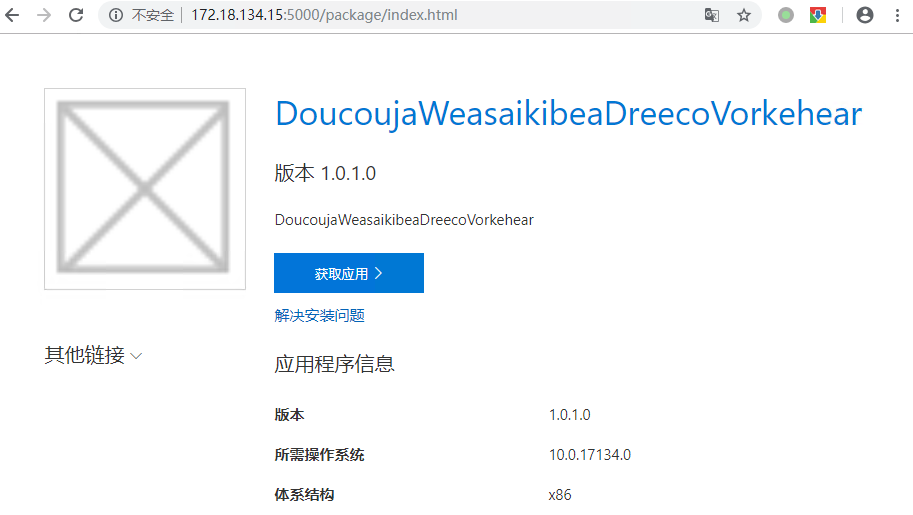 不安全 172.18.134.15:5000/package/index.html
DoucoujaWeasaikibeaDreecoVorkehear
版本 1.0.1.0
DoucoujaWeasaikibeaDreecoVorkehear
获取应用
解决安装问题
其他链接
应用程序信息
版本 1.0.1.0
所需操作系统 10.0.17134.0
体系结构 x86